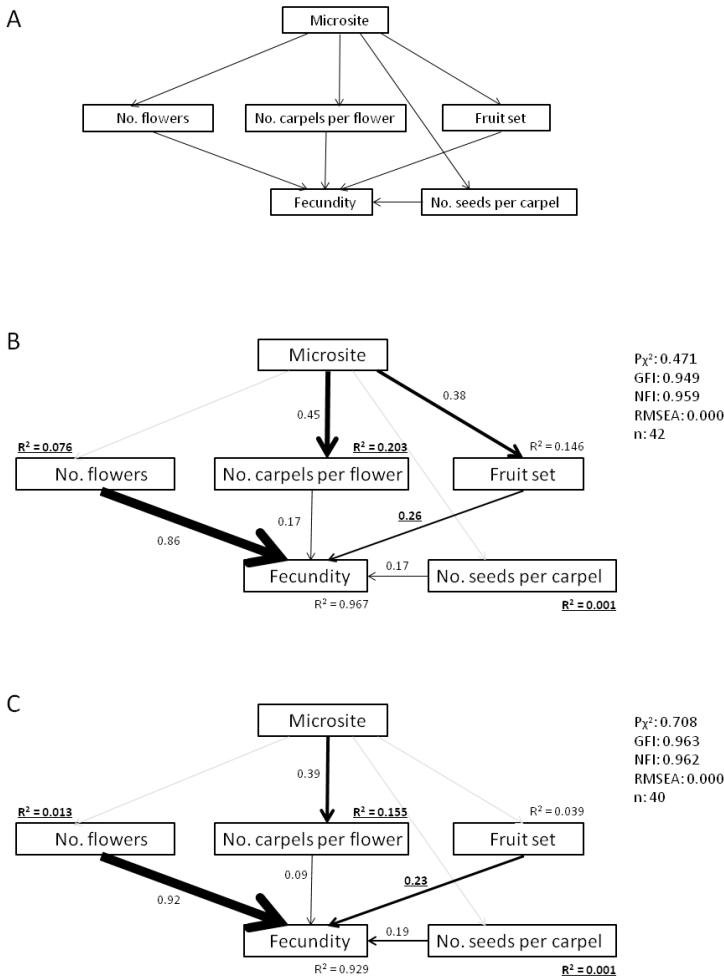 A
Microsite
No. flowers
No. carpels per flower
Fruit set
Fecundity
No. seeds per carpel
B
Microsite
Pχ²: 0.471
GFI: 0.949
NFI: 0.959
RMSEA: 0.000
n: 42
0.38
0.45
R² = 0.076
R² = 0.203
R² = 0.146
No. flowers
No. carpels per flower
Fruit set
0.86
0.17
0.26
0.17
Fecundity
No. seeds per carpel
R² = 0.967
R² = 0.001
C
Microsite
Pχ²: 0.708
GFI: 0.963
NFI: 0.962
RMSEA: 0.000
n: 40
0.39
R² = 0.013
R² = 0.155
R² = 0.039
No. flowers
No. carpels per flower
Fruit set
0.92
0.09
0.23
0.19
Fecundity
No. seeds per carpel
R² = 0.929
R² = 0.001